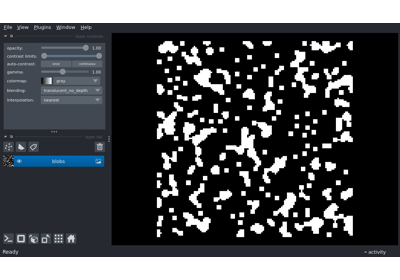 File View Plugins Window Help
opacity: 1.00
contrast limits:
auto-contrast: once continuous
gamma: 1.00
colormap: gray
blending: translucent_no_depth
interpolation: nearest
blobs
Ready
activity